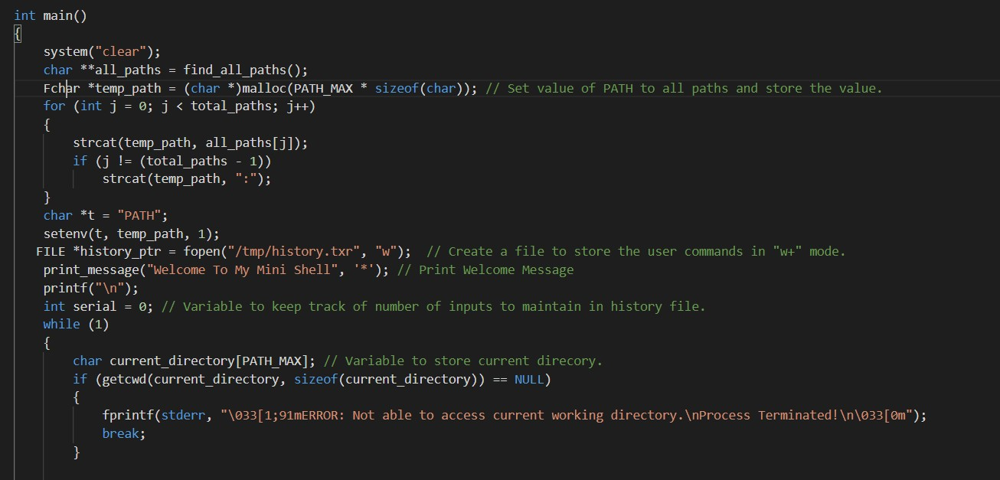 int main()
{
    system("clear");
    char **all_paths = find_all_paths();
    Fchar *temp_path = (char *)malloc(PATH_MAX * sizeof(char)); // Set value of PATH to all paths and store the value.
    for (int j = 0; j < total_paths; j++)
    {
        strcat(temp_path, all_paths[j]);
        if (j != (total_paths - 1))
            strcat(temp_path, ":");
    }
    char *t = "PATH";
    setenv(t, temp_path, 1);
   FILE *history_ptr = fopen("/tmp/history.txr", "w");  // Create a file to store the user commands in "w+" mode.
    print_message("Welcome To My Mini Shell", '*'); // Print Welcome Message
    printf("\n");
    int serial = 0; // Variable to keep track of number of inputs to maintain in history file.
    while (1)
    {
        char current_directory[PATH_MAX]; // Variable to store current direcory.
        if (getcwd(current_directory, sizeof(current_directory)) == NULL)
        {
            fprintf(stderr, "\033[1;91mERROR: Not able to access current working directory.\nProcess Terminated!\n\033[0m");
            break;
        }